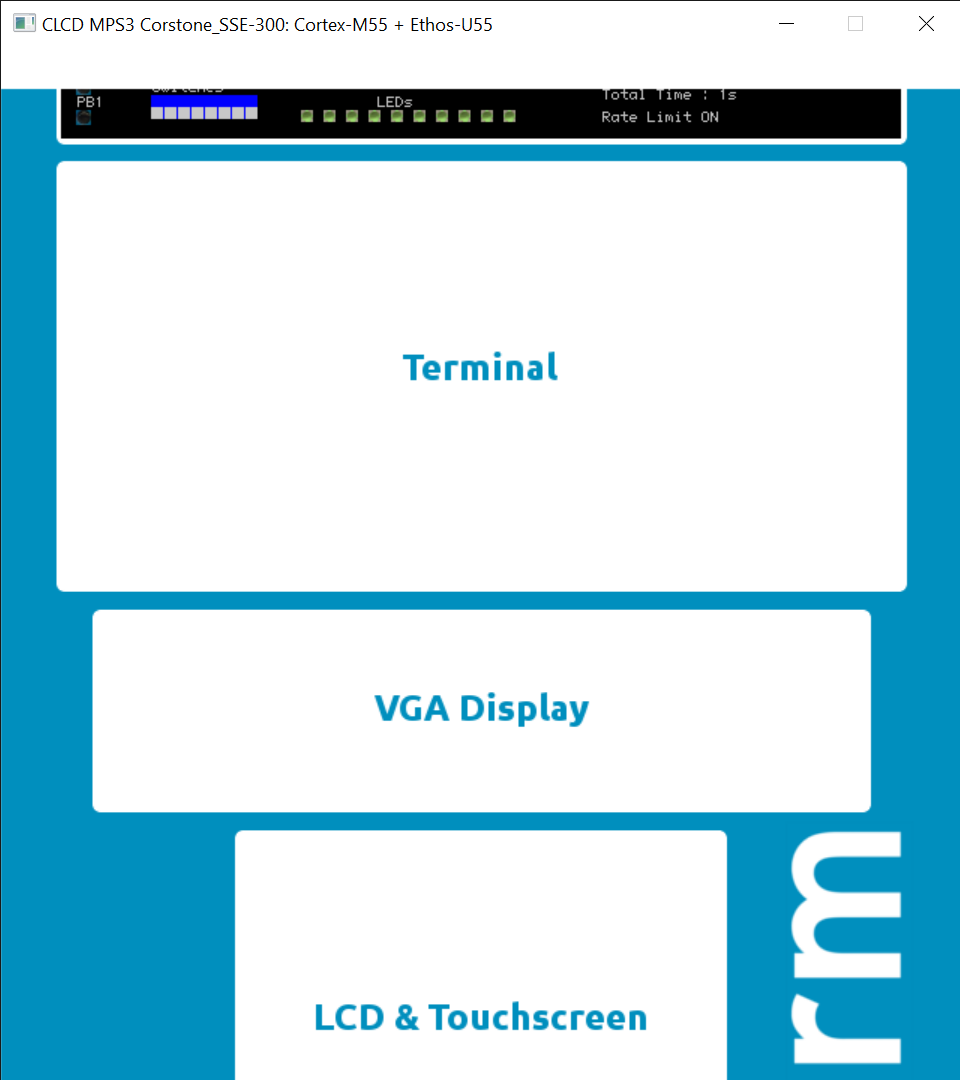 CLCD MPS3 Corstone_SSE-300: Cortex-M55 + Ethos-U55
Switches
Total Time : 1s
PB1
LEDs
Rate Limit ON
Terminal
VGA Display
LCD & Touchscreen
rm